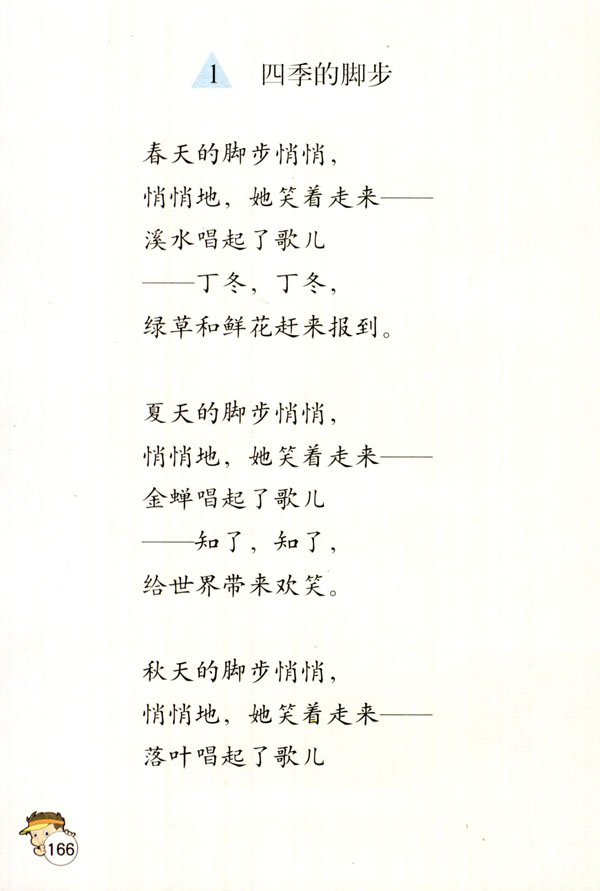 1 四季的脚步
春天的脚步悄悄，
悄悄地，她笑着走来——
溪水唱起了歌儿
——丁冬，丁冬，
绿草和鲜花赶来报到。
夏天的脚步悄悄，
悄悄地，她笑着走来——
金蝉唱起了歌儿
——知了，知了，
给世界带来欢笑。
秋天的脚步悄悄，
悄悄地，她笑着走来——
落叶唱起了歌儿
166